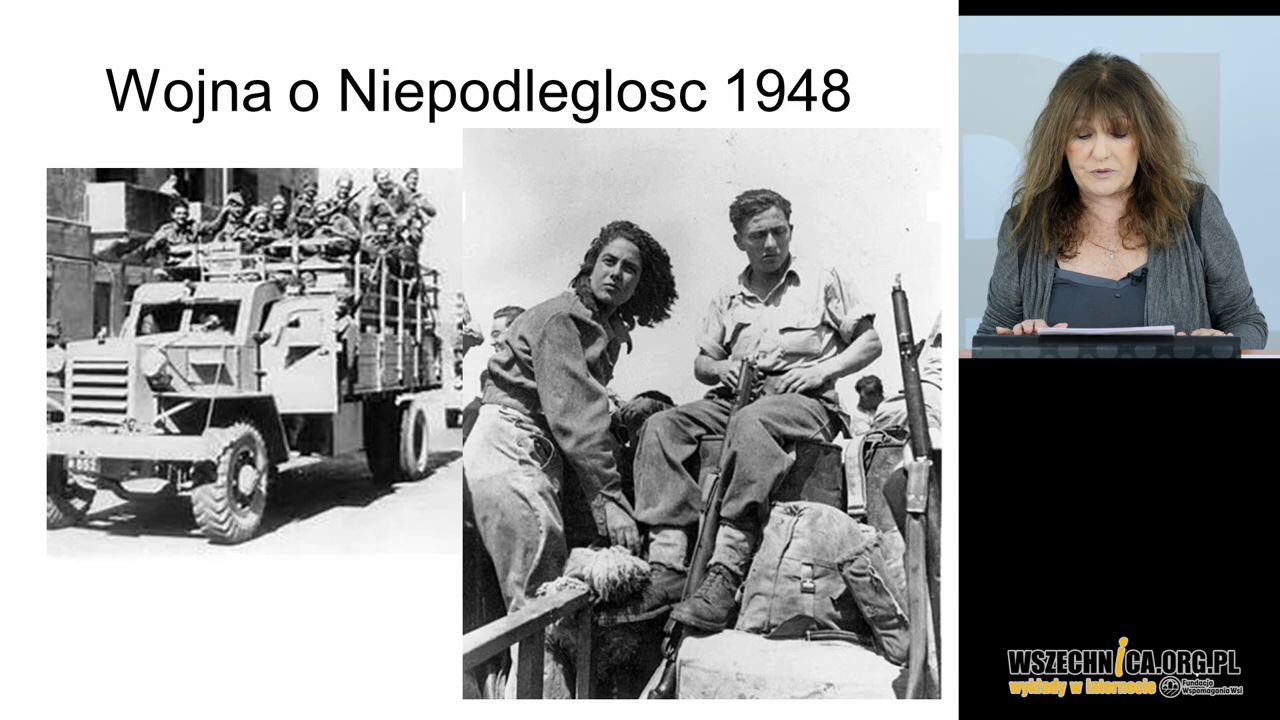 Wojna o Niepodleglosc 1948
WSZECHNiCA.ORG.PL
wykłady w internecie
Fundacja
Wspomagania Wsi